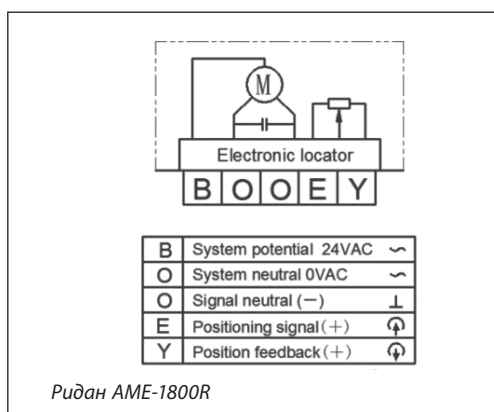 M
Electronic locator
B O O E Y
B System potential 24VAC ∽
O System neutral 0VAC ∽
O Signal neutral (—) ⊥
E Positioning signal (+)
Y Position feedback (+)
Ридан AME-1800R